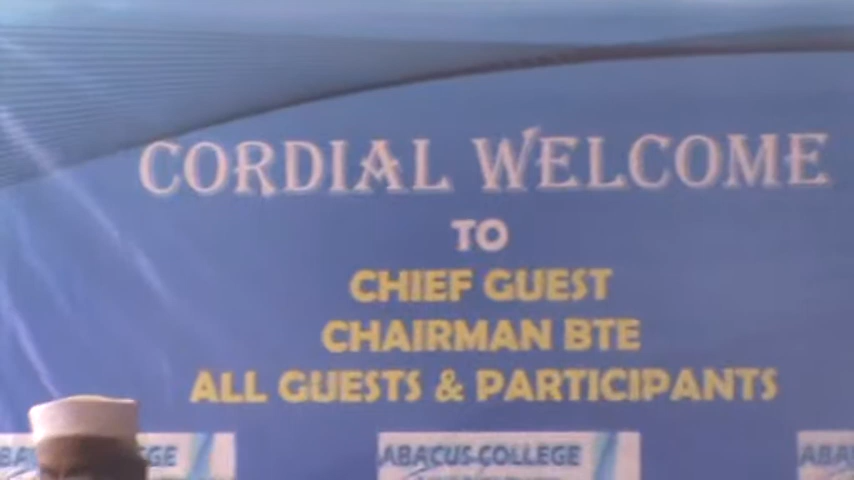 CORDIAL WELCOME
TO
CHIEF GUEST
CHAIRMAN BTE
ALL GUESTS & PARTICIPANTS
ABACUS COLLEGE